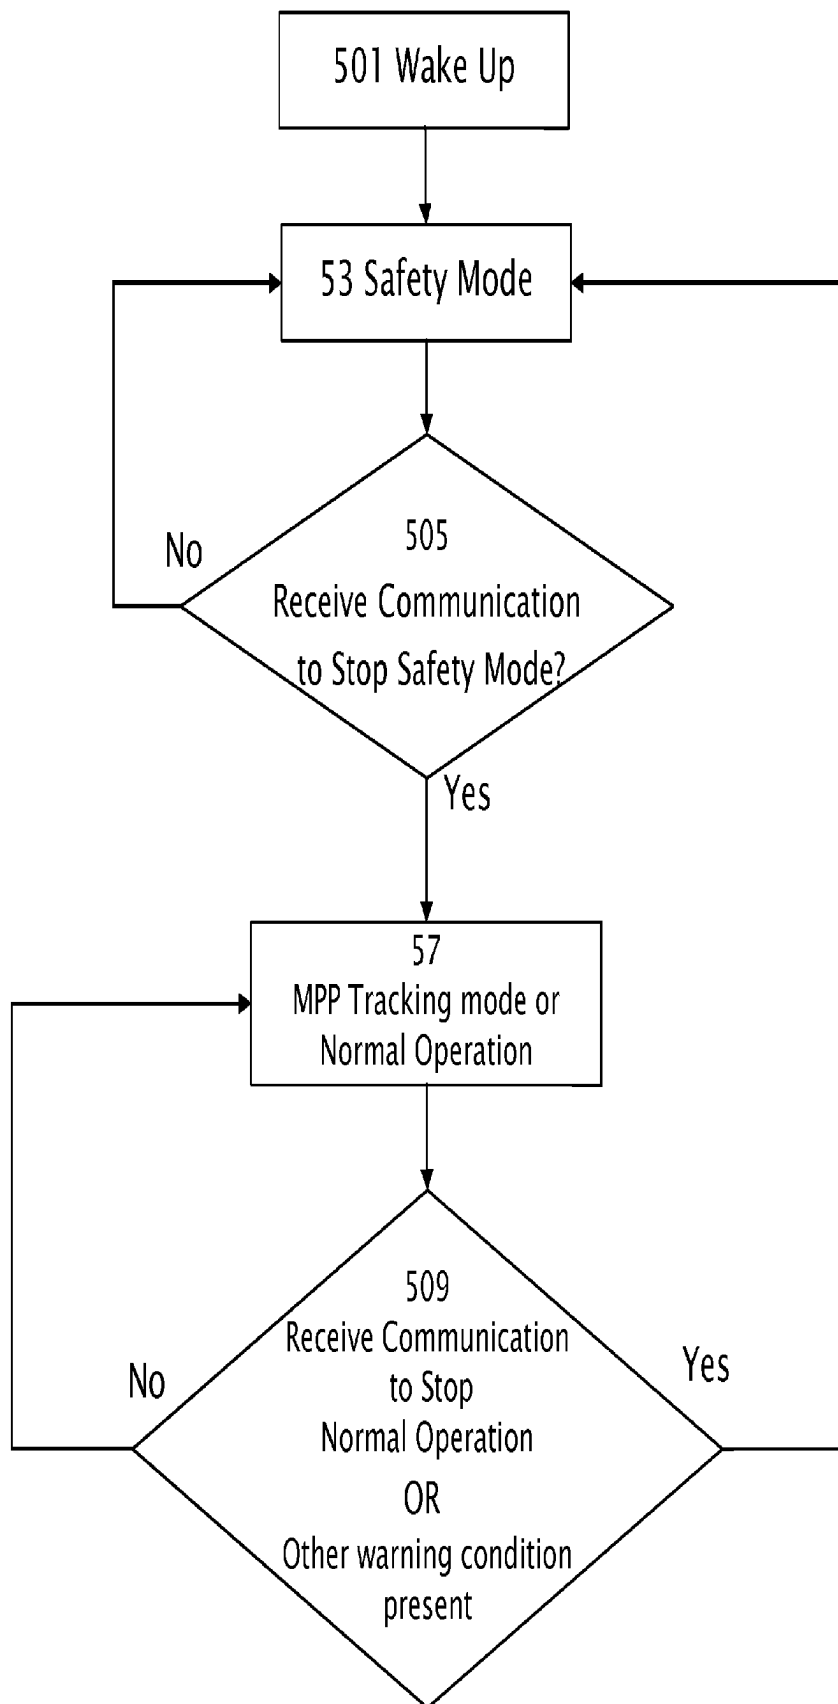 501 Wake Up
53 Safety Mode
No
505
Receive Communication
to Stop Safety Mode?
Yes
57
MPP Tracking mode or
Normal Operation
509
Receive Communication
to Stop
Normal Operation
OR
Other warning condition
present
No
Yes